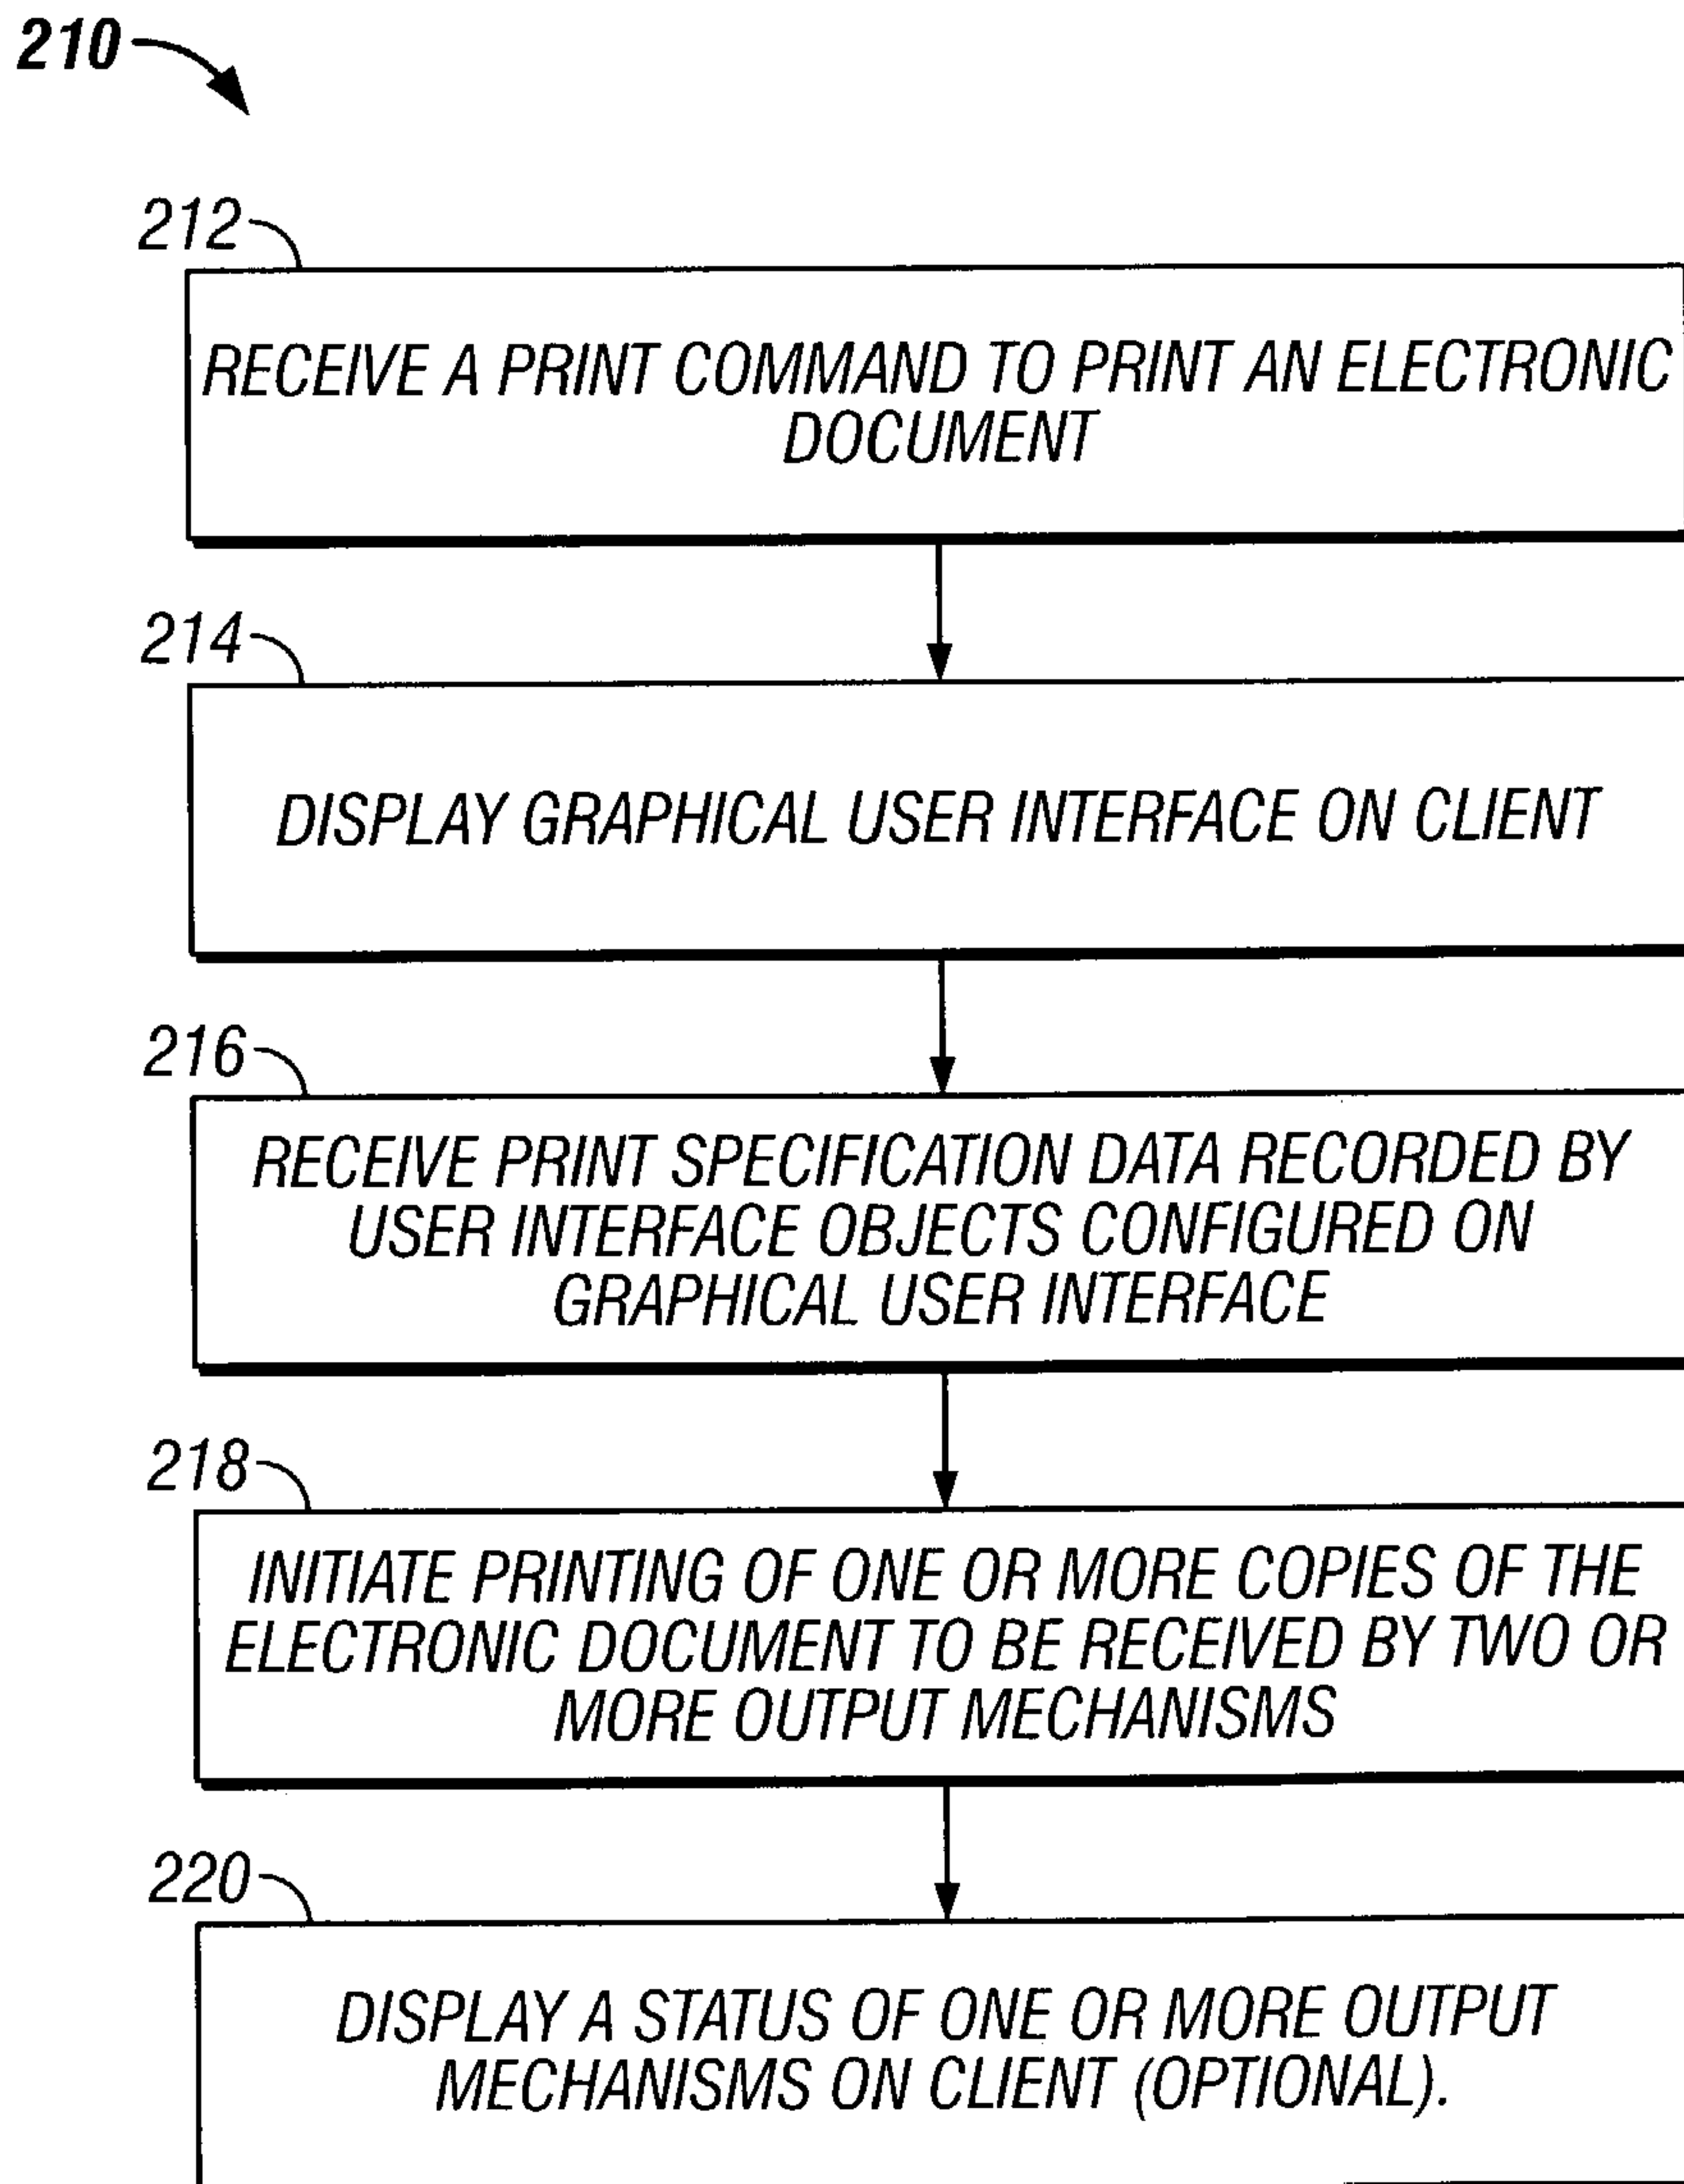 210
212
RECEIVE A PRINT COMMAND TO PRINT AN ELECTRONIC
DOCUMENT
214
DISPLAY GRAPHICAL USER INTERFACE ON CLIENT
216
RECEIVE PRINT SPECIFICATION DATA RECORDED BY
USER INTERFACE OBJECTS CONFIGURED ON
GRAPHICAL USER INTERFACE
218
INITIATE PRINTING OF ONE OR MORE COPIES OF THE
ELECTRONIC DOCUMENT TO BE RECEIVED BY TWO OR
MORE OUTPUT MECHANISMS
220
DISPLAY A STATUS OF ONE OR MORE OUTPUT
MECHANISMS ON CLIENT (OPTIONAL).